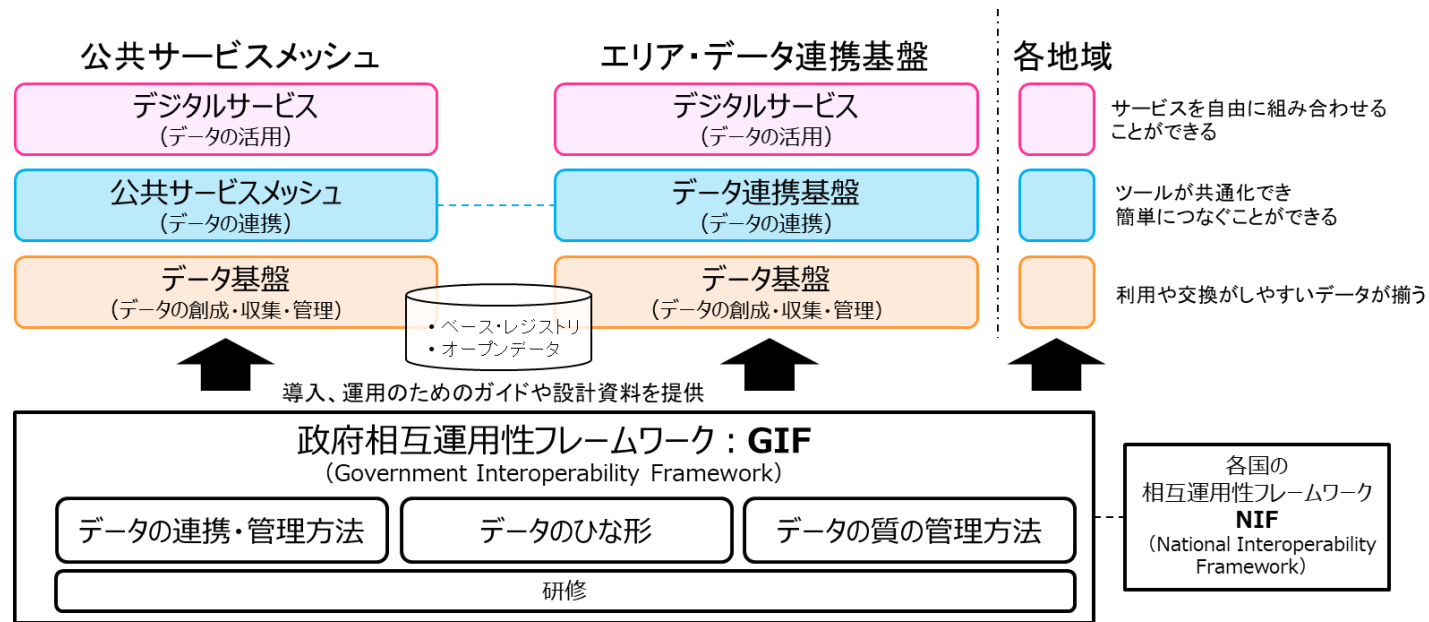 公共サービスメッシュ
エリア・データ連携基盤
各地域
デジタルサービス
（データの活用）
デジタルサービス
（データの活用）
サービスを自由に組み合わせる
ことができる
公共サービスメッシュ
（データの連携）
データ連携基盤
（データの連携）
ツールが共通化でき
簡単につなぐことができる
データ基盤
（データの創成・収集・管理）
データ基盤
（データの創成・収集・管理）
利用や交換がしやすいデータが揃う
• ベース・レジストリ
• オープンデータ
導入、運用のためのガイドや設計資料を提供
政府相互運用性フレームワーク：GIF
（Government Interoperability Framework）
データの連携・管理方法
データのひな形
データの質の管理方法
研修
各国の
相互運用性フレームワーク
NIF
（National Interoperability
Framework）